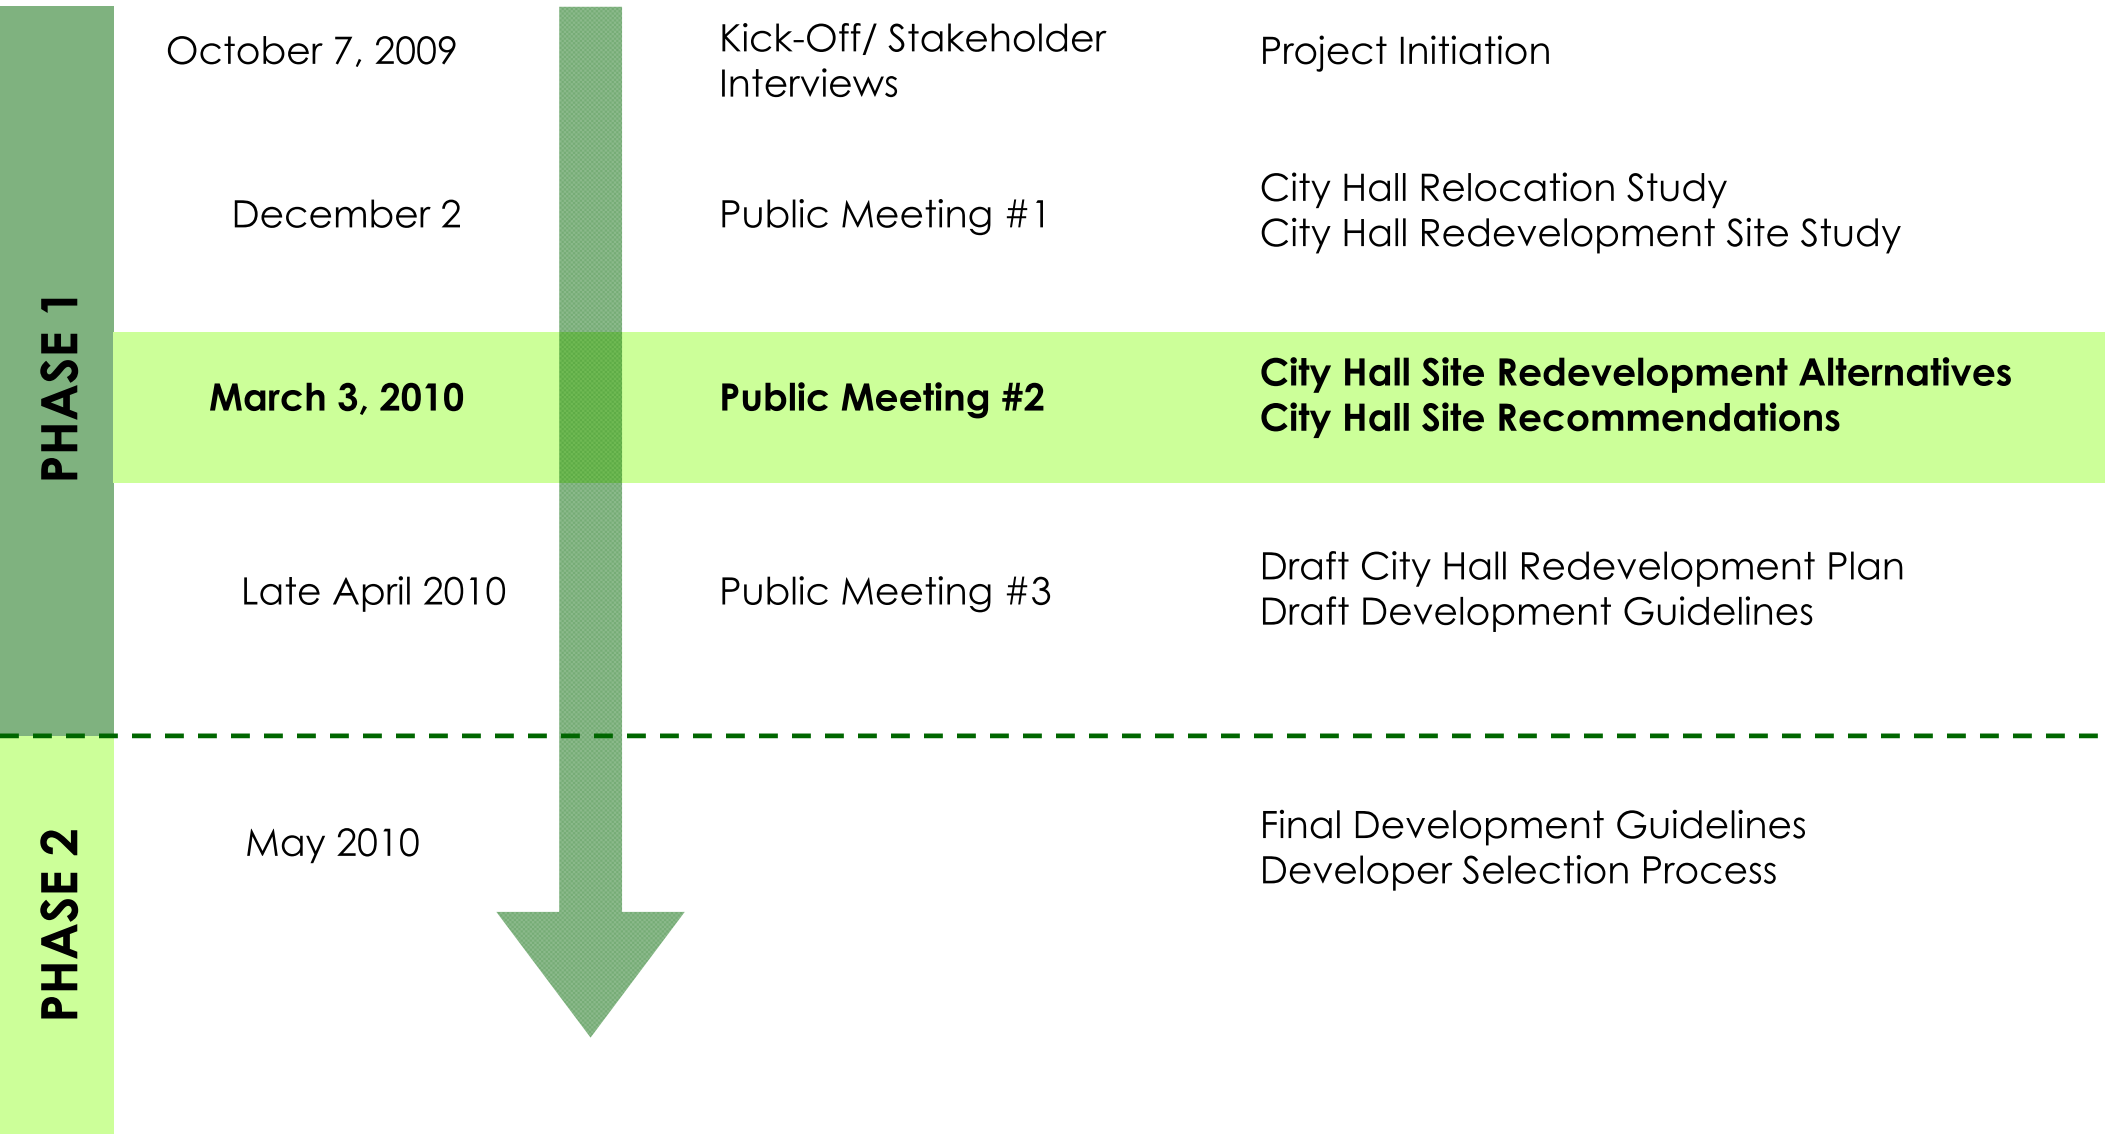 PHASE 1
October 7, 2009
Kick-Off/ Stakeholder
Interviews
Project Initiation
December 2
Public Meeting #1
City Hall Relocation Study
City Hall Redevelopment Site Study
March 3, 2010
Public Meeting #2
City Hall Site Redevelopment Alternatives
City Hall Site Recommendations
Late April 2010
Public Meeting #3
Draft City Hall Redevelopment Plan
Draft Development Guidelines
PHASE 2
May 2010
Final Development Guidelines
Developer Selection Process